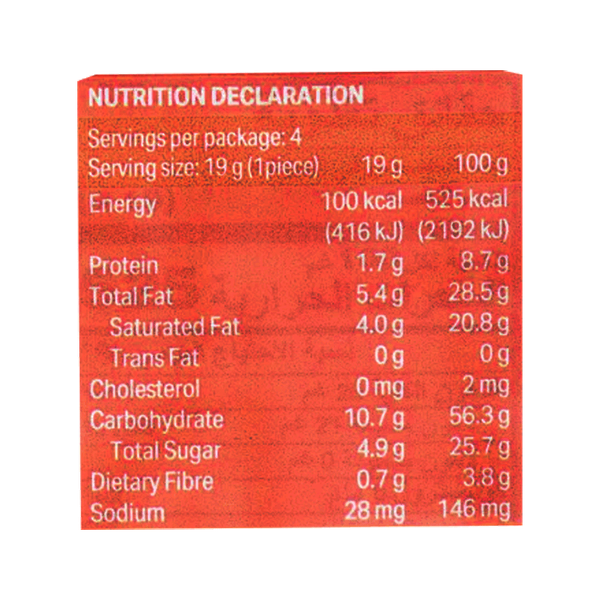 NUTRITION DECLARATION
Servings per package: 4
Serving size: 19 g (1piece) 19 g 100 g
Energy 100 kcal 525 kcal
(416 kJ) (2192 kJ)
Protein 1.7 g 8.7 g
Total Fat 5.4 g 28.5 g
Saturated Fat 4.0 g 20.8 g
Trans Fat 0 g 0 g
Cholesterol 0 mg 2 mg
Carbohydrate 10.7 g 56.3 g
Total Sugar 4.9 g 25.7 g
Dietary Fibre 0.7 g 3.8 g
Sodium 28 mg 146 mg